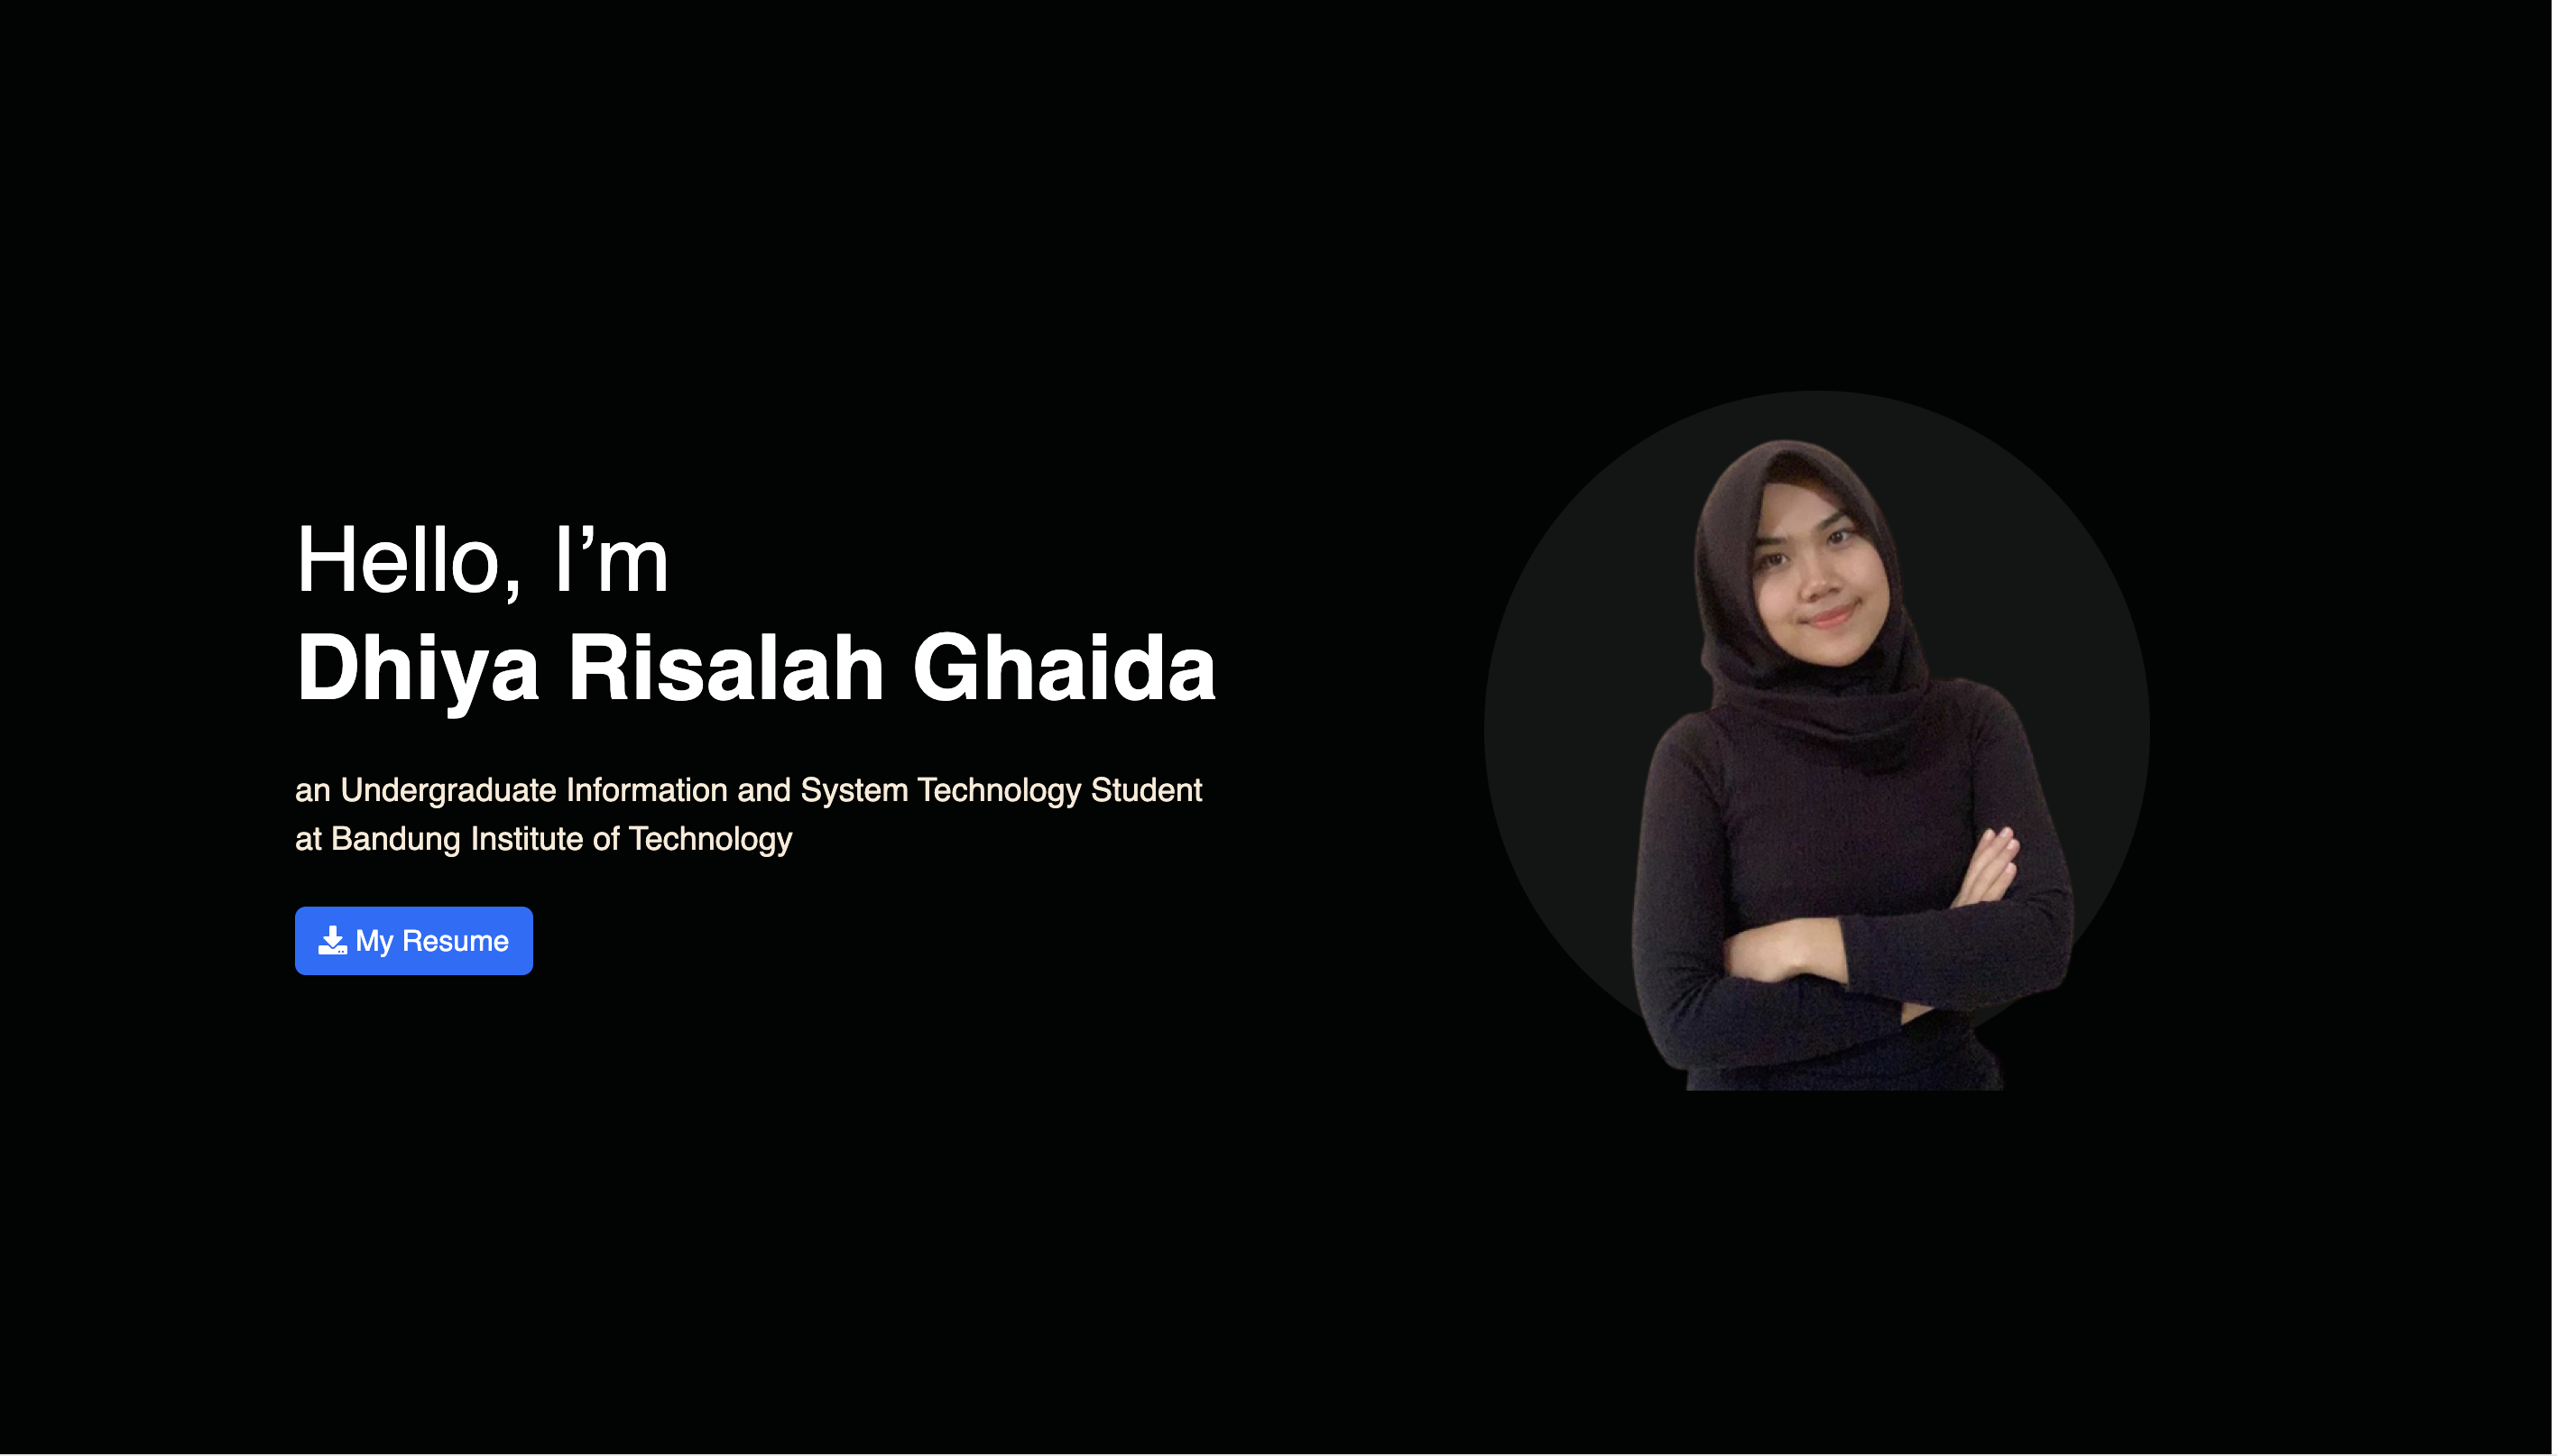 Hello, I’m
Dhiya Risalah Ghaida
an Undergraduate Information and System Technology Student
at Bandung Institute of Technology
My Resume